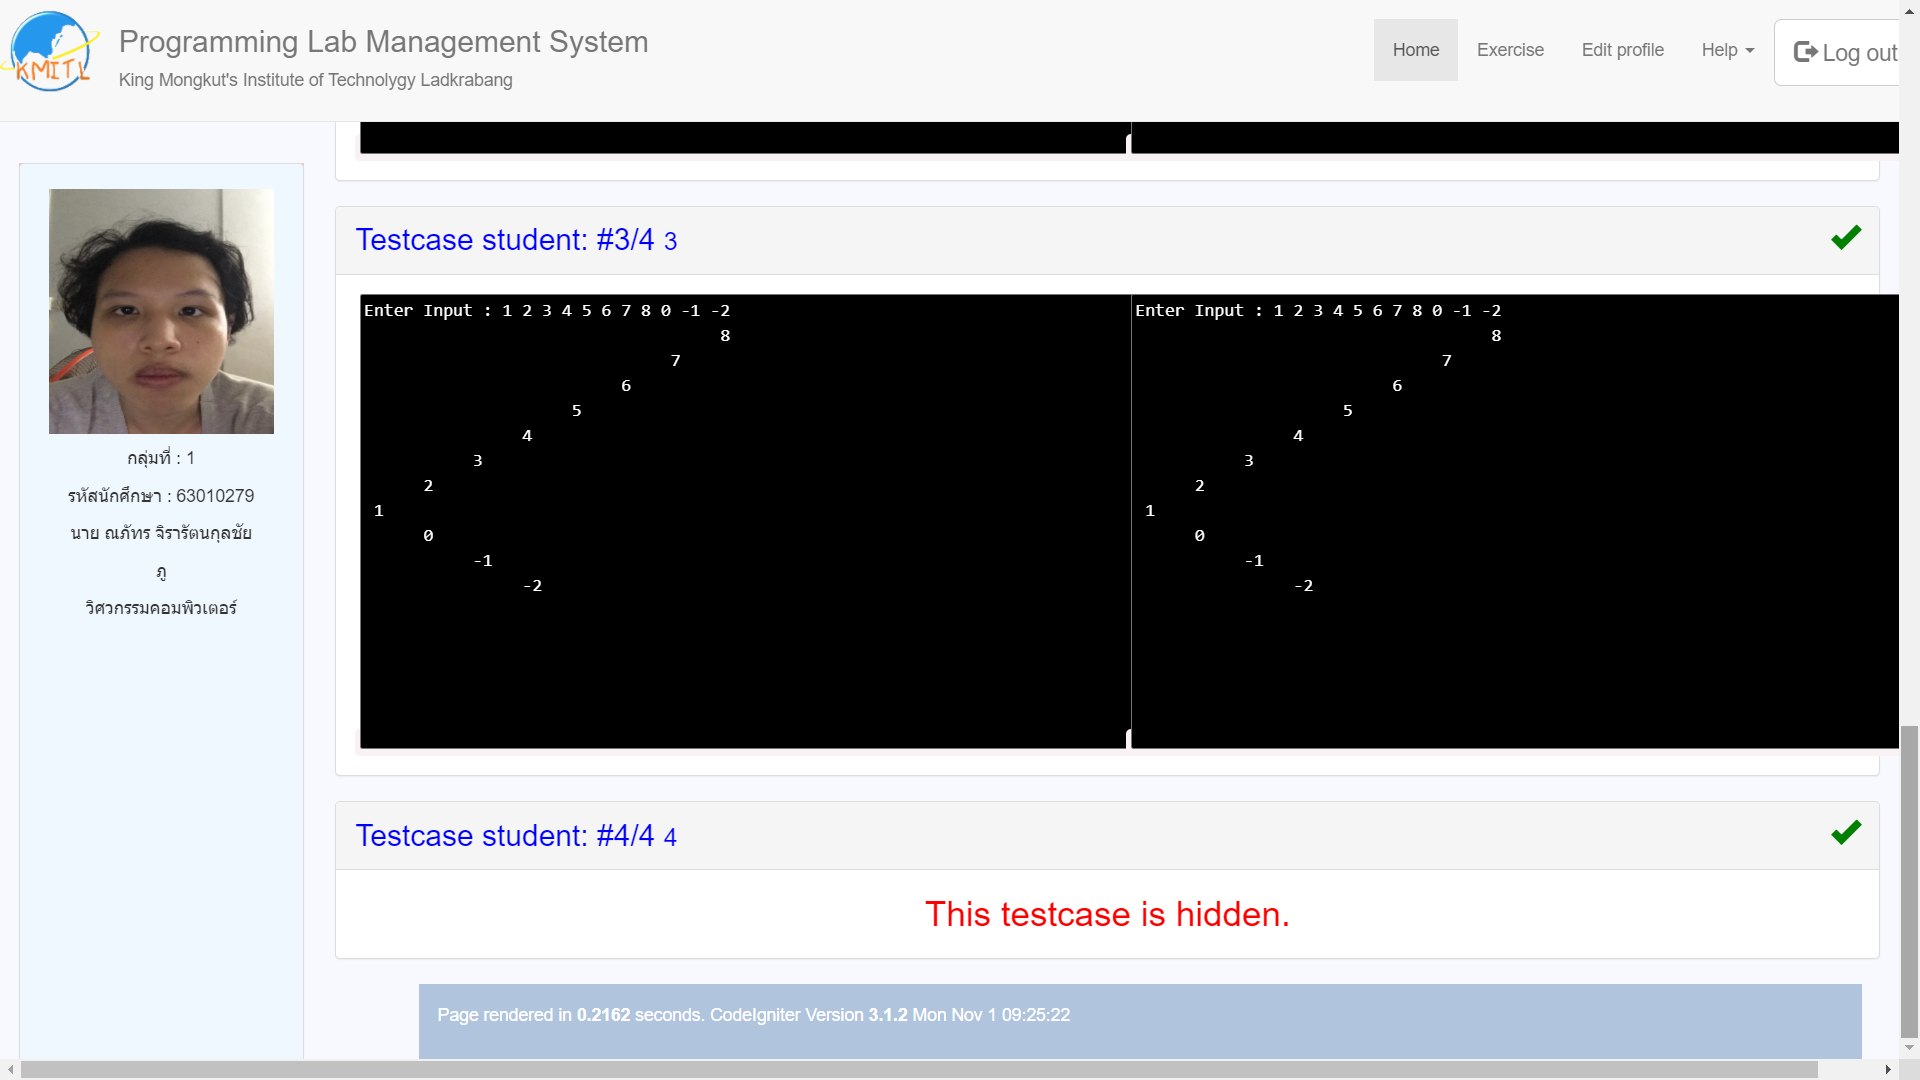 KMITL
Programming Lab Management System
King Mongkut's Institute of Technolygy Ladkrabang
Home
Exercise
Edit profile
Help
Log out
กลุ่มที่ : 1
รหัสนักศึกษา : 63010279
นาย ณภัทร จิรารัตนกุลชัย
ภู
วิศวกรรมคอมพิวเตอร์
Testcase student: #3/4 3
Enter Input : 1 2 3 4 5 6 7 8 0 -1 -2
8
7
6
5
4
3
2
1
0
-1
-2
Enter Input : 1 2 3 4 5 6 7 8 0 -1 -2
8
7
6
5
4
3
2
1
0
-1
-2
Testcase student: #4/4 4
This testcase is hidden.
Page rendered in 0.2162 seconds. CodeIgniter Version 3.1.2 Mon Nov 1 09:25:22